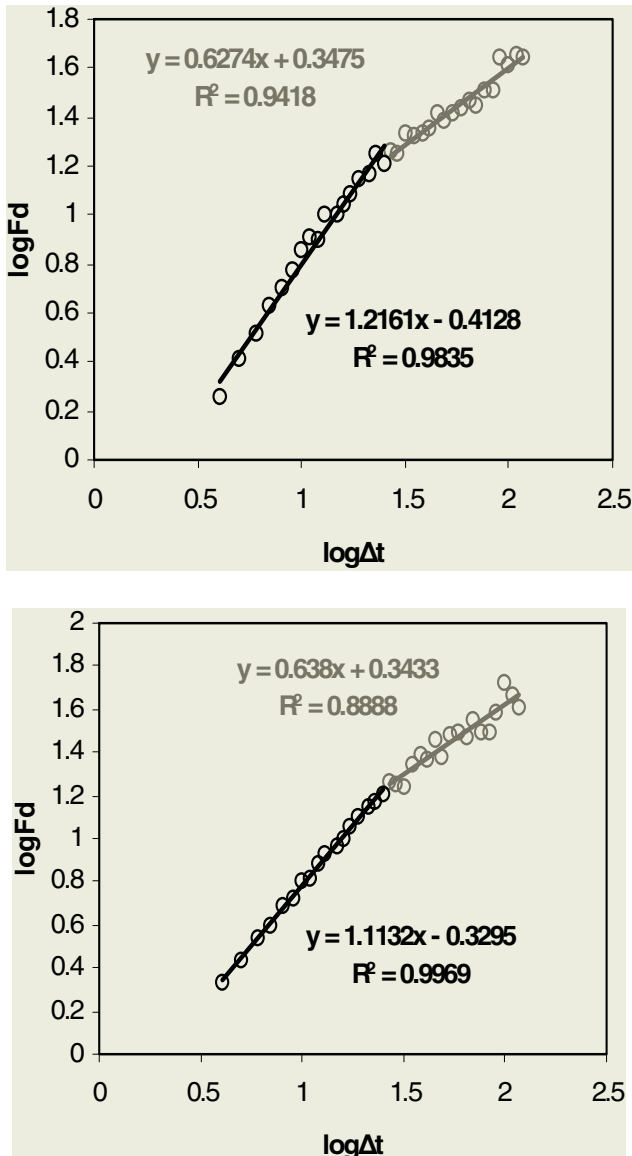 1.8
1.6
1.4
1.2
1
0.8
0.6
0.4
0.2
0
logFd
y = 0.6274x + 0.3475
R² = 0.9418
y = 1.2161x - 0.4128
R² = 0.9835
0 0.5 1 1.5 2 2.5
logΔt
2
1.8
1.6
1.4
1.2
1
0.8
0.6
0.4
0.2
0
logFd
y = 0.638x + 0.3433
R² = 0.8888
y = 1.1132x - 0.3295
R² = 0.9969
0 0.5 1 1.5 2 2.5
logΔt